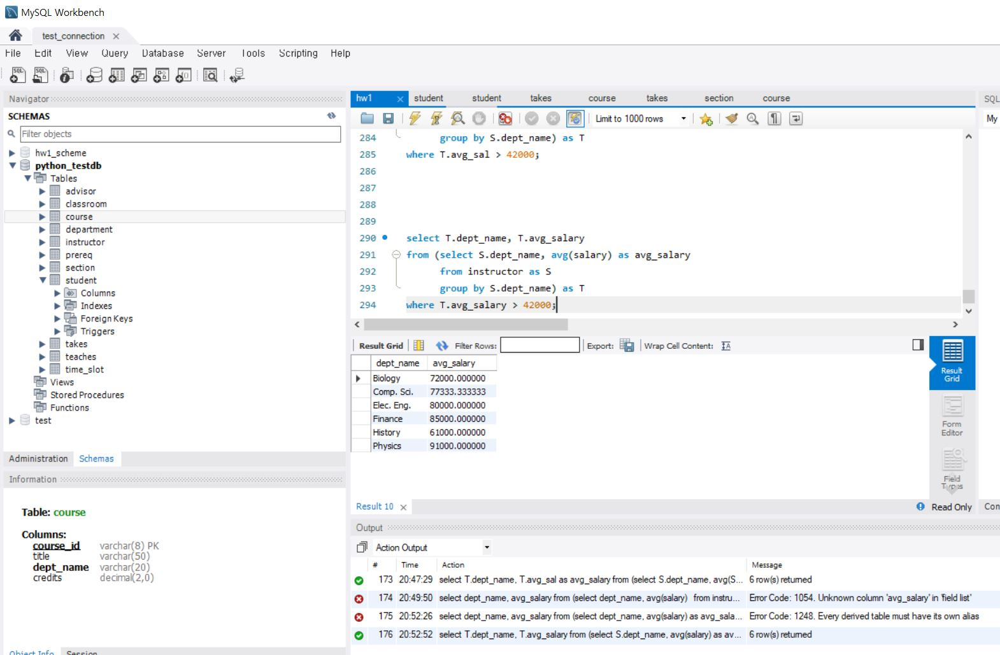 MySQL Workbench
test_connection
File Edit View Query Database Server Tools Scripting Help
Navigator
SCHEMAS
Filter objects
hw1_scheme
python_testdb
Tables
advisor
classroom
course
department
instructor
prereq
section
student
Columns
Indexes
Foreign Keys
Triggers
takes
teaches
time_slot
Views
Stored Procedures
Functions
test
Administration Schemas
Information
Table: course
Columns:
course_id varchar(8) PK
title varchar(50)
dept_name varchar(20)
credits decimal(2,0)
Object Info Session
hw1 student student takes course takes section course
Limit to 1000 rows
284 group by S.dept_name) as T
285 where T.avg_sal > 42000;
286
287
288
289
290 select T.dept_name, T.avg_salary
291 from (select S.dept_name, avg(salary) as avg_salary
292 from instructor as S
293 group by S.dept_name) as T
294 where T.avg_salary > 42000;
Result Grid Filter Rows: Export: Wrap Cell Content:
dept_name avg_salary
Biology 72000.000000
Comp. Sci. 77333.333333
Elec. Eng. 80000.000000
Finance 85000.000000
History 61000.000000
Physics 91000.000000
Result Grid
Form Editor
Field Types
Result 10
Read Only
Output
Action Output
# Time Action Message
173 20:47:29 select T.dept_name, T.avg_sal as avg_salary from (select S.dept_name, avg(S... 6 row(s) returned
174 20:49:50 select dept_name, avg_salary from (select dept_name, avg(salary) from instru... Error Code: 1054. Unknown column 'avg_salary' in 'field list'
175 20:52:26 select dept_name, avg_salary from (select dept_name, avg(salary) as avg_sala... Error Code: 1248. Every derived table must have its own alias
176 20:52:52 select T.dept_name, T.avg_salary from (select S.dept_name, avg(salary) as av... 6 row(s) returned
SQL
My
Con